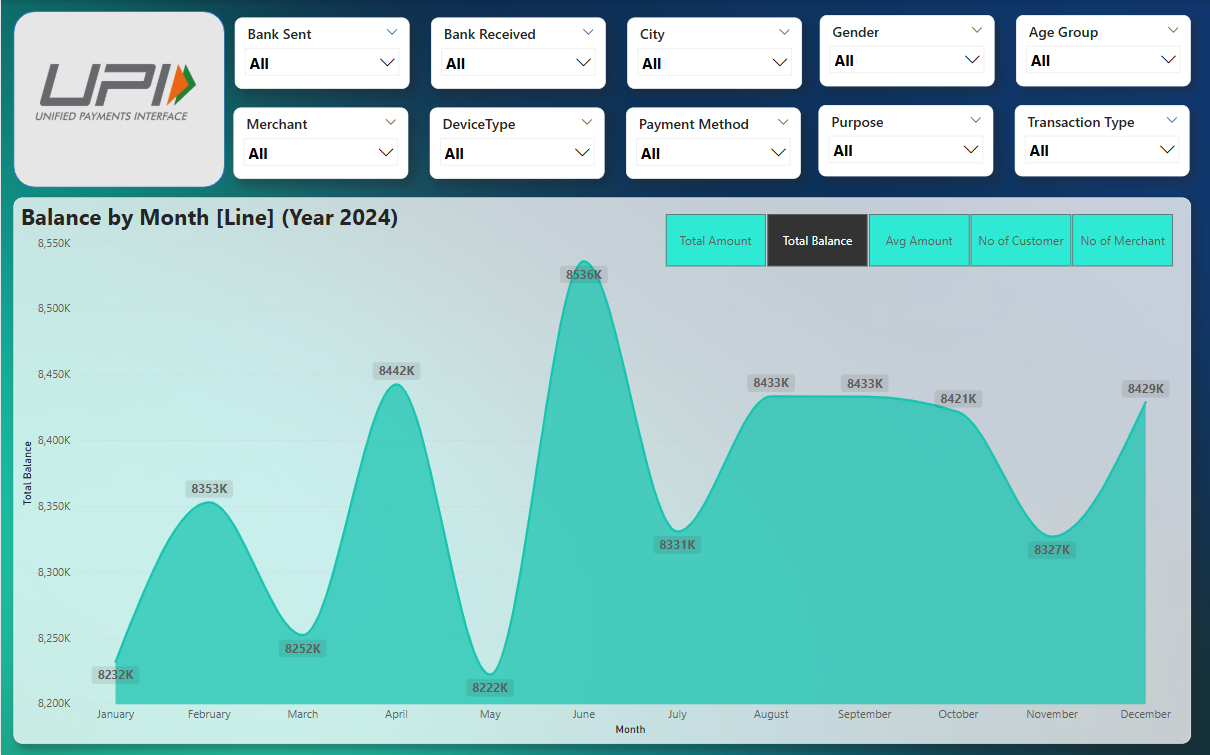 UPI
UNIFIED PAYMENTS INTERFACE
Bank Sent
All
Bank Received
All
City
All
Gender
All
Age Group
All
Merchant
All
DeviceType
All
Payment Method
All
Purpose
All
Transaction Type
All
Balance by Month [Line] (Year 2024)
Total Amount
Total Balance
Avg Amount
No of Customer
No of Merchant
Total Balance
8,550K
8,500K
8,450K
8,400K
8,350K
8,300K
8,250K
8,200K
8232K
8353K
8252K
8442K
8222K
8536K
8331K
8433K
8433K
8421K
8327K
8429K
January
February
March
April
May
June
July
August
September
October
November
December
Month